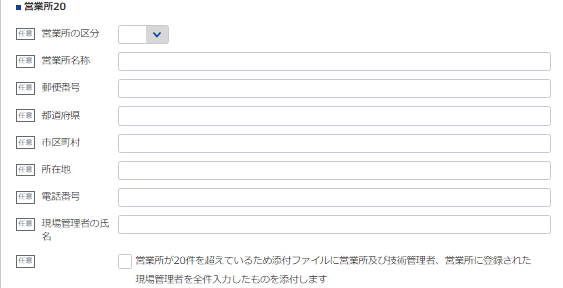 営業所20
任意 営業所の区分
任意 営業所名称
任意 郵便番号
任意 都道府県
任意 市区町村
任意 所在地
任意 電話番号
任意 現場管理者の氏
名
任意 営業所が20件を超えているため添付ファイルに営業所及び技術管理者、営業所に登録された
現場管理者を全件入力したものを添付します